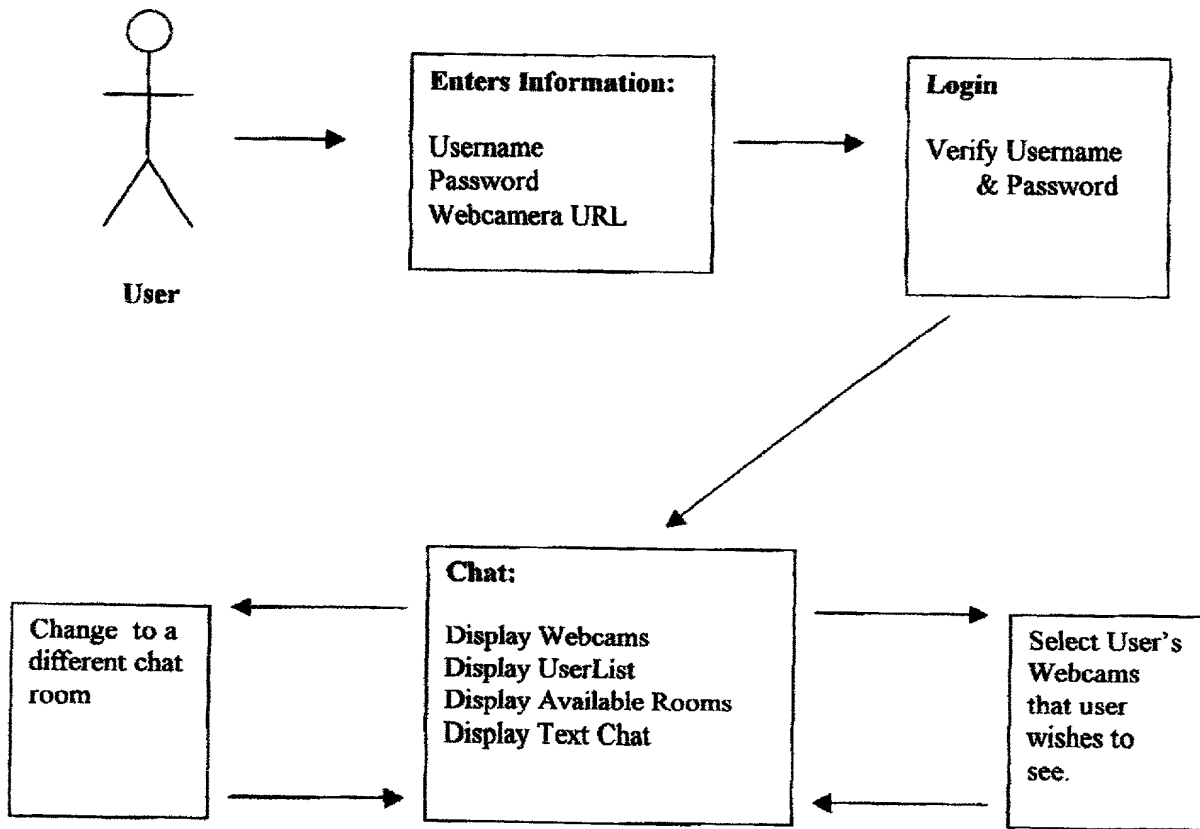 Enters Information:
Username
Password
Webcamera URL
Login
Verify Username
& Password
User
Chat:
Display Webcams
Display UserList
Display Available Rooms
Display Text Chat
Change to a
different chat
room
Select User's
Webcams
that user
wishes to
see.